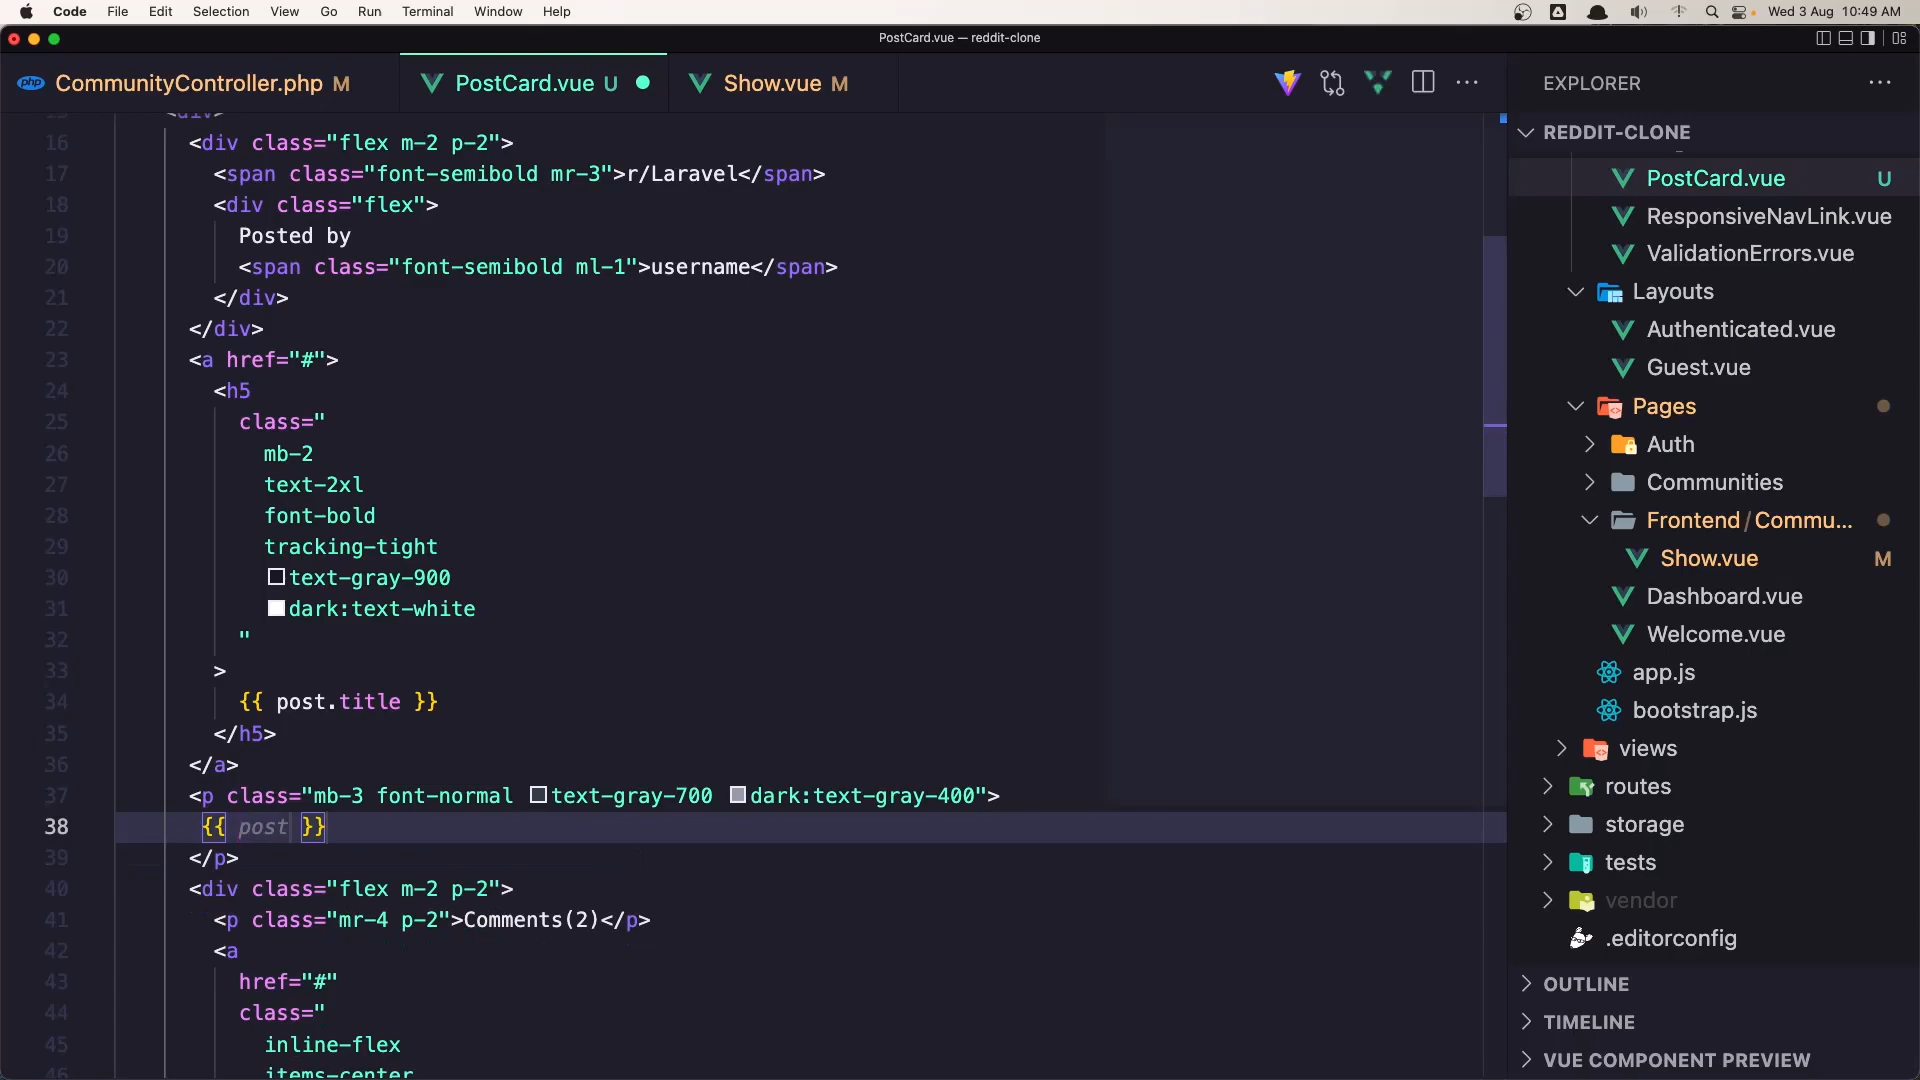 Code File Edit Selection View Go Run Terminal Window Help Wed 3 Aug 10:49 AM
PostCard.vue — reddit-clone
php CommunityController.php M PostCard.vue U Show.vue M
EXPLORER
REDDIT-CLONE
16 <div class="flex m-2 p-2">
17 <span class="font-semibold mr-3">r/Laravel</span>
18 <div class="flex">
19 Posted by
20 <span class="font-semibold ml-1">username</span>
21 </div>
22 </div>
23 <a href="#">
24 <h5
25 class="
26 mb-2
27 text-2xl
28 font-bold
29 tracking-tight
30 text-gray-900
31 dark:text-white
32 "
33 >
34 {{ post.title }}
35 </h5>
36 </a>
37 <p class="mb-3 font-normal text-gray-700 dark:text-gray-400">
38 {{ post }}
39 </p>
40 <div class="flex m-2 p-2">
41 <p class="mr-4 p-2">Comments(2)</p>
42 <a
43 href="#"
44 class="
45 inline-flex
46 items-center
PostCard.vue U
ResponsiveNavLink.vue
ValidationErrors.vue
Layouts
Authenticated.vue
Guest.vue
Pages
Auth
Communities
Frontend/Commu...
Show.vue M
Dashboard.vue
Welcome.vue
app.js
bootstrap.js
views
routes
storage
tests
vendor
.editorconfig
OUTLINE
TIMELINE
VUE COMPONENT PREVIEW